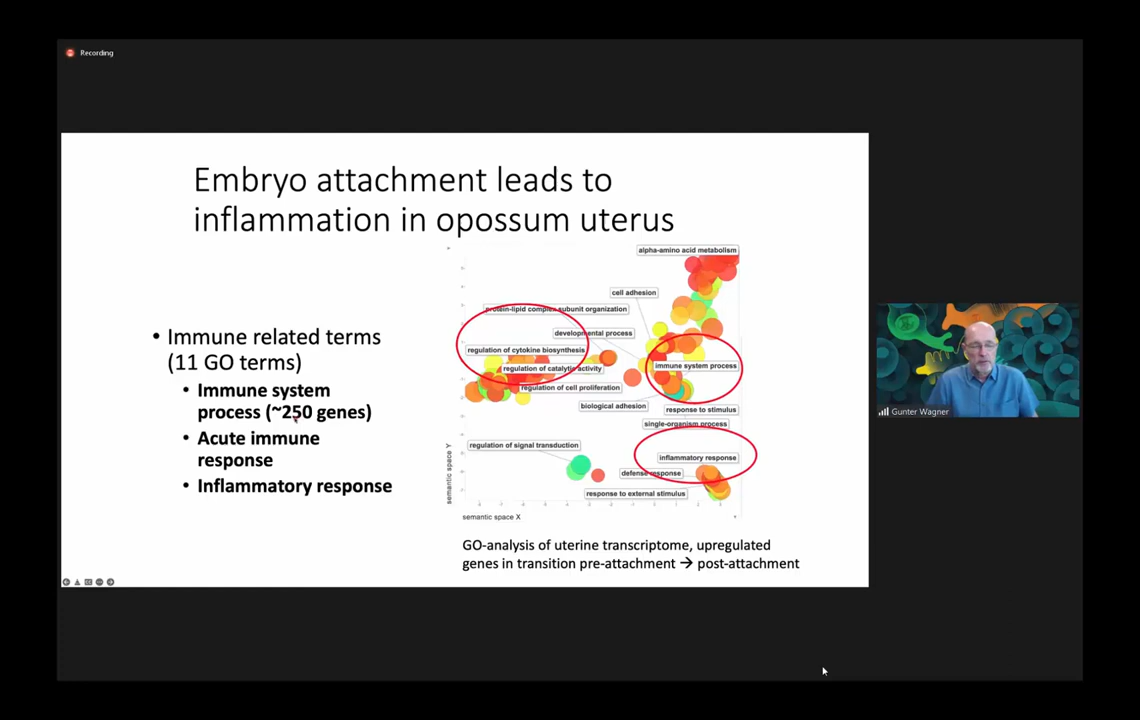 Recording
Embryo attachment leads to
inflammation in opossum uterus
• Immune related terms
(11 GO terms)
• Immune system
process (~250 genes)
• Acute immune
response
• Inflammatory response
alpha-amino acid metabolism
cell adhesion
protein-lipid complex subunit organization
developmental process
regulation of cytokine biosynthesis
immune system process
regulation of catalytic activity
regulation of cell proliferation
biological adhesion
response to stimulus
single-organism process
regulation of signal transduction
inflammatory response
defense response
response to external stimulus
semantic space Y
semantic space X
GO-analysis of uterine transcriptome, upregulated
genes in transition pre-attachment → post-attachment
Gunter Wagner